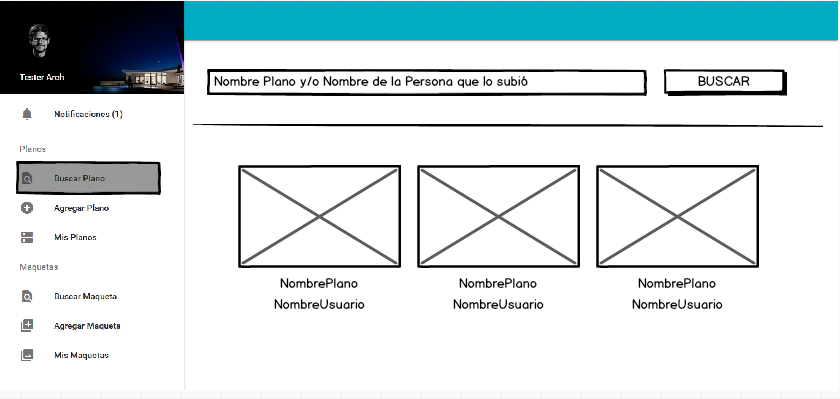 Tester Arch
Notificaciones (1)
Planos
Buscar Plano
Agregar Plano
Mis Planos
Maquetas
Buscar Maqueta
Agregar Maqueta
Mis Maquetas
Nombre Plano y/o Nombre de la Persona que lo subió
BUSCAR
NombrePlano NombrePlano NombrePlano
NombreUsuario NombreUsuario NombreUsuario